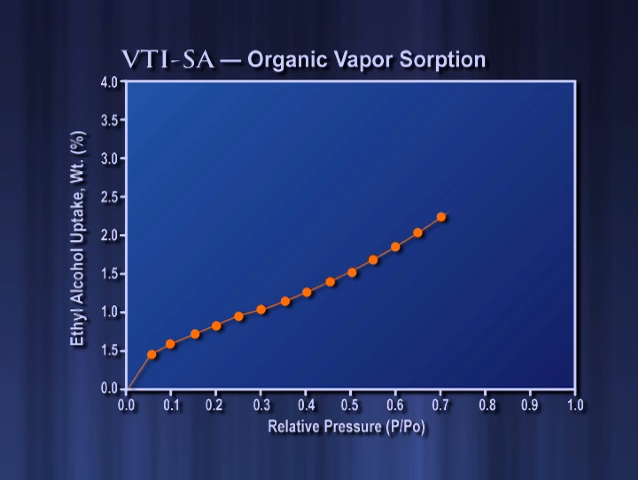 VTI-SA — Organic Vapor Sorption
Ethyl Alcohol Uptake, Wt. (%)
4.0
3.5
3.0
2.5
2.0
1.5
1.0
1.5
0.0
0.0 0.1 0.2 0.3 0.4 0.5 0.6 0.7 0.8 0.9 1.0
Relative Pressure (P/Po)